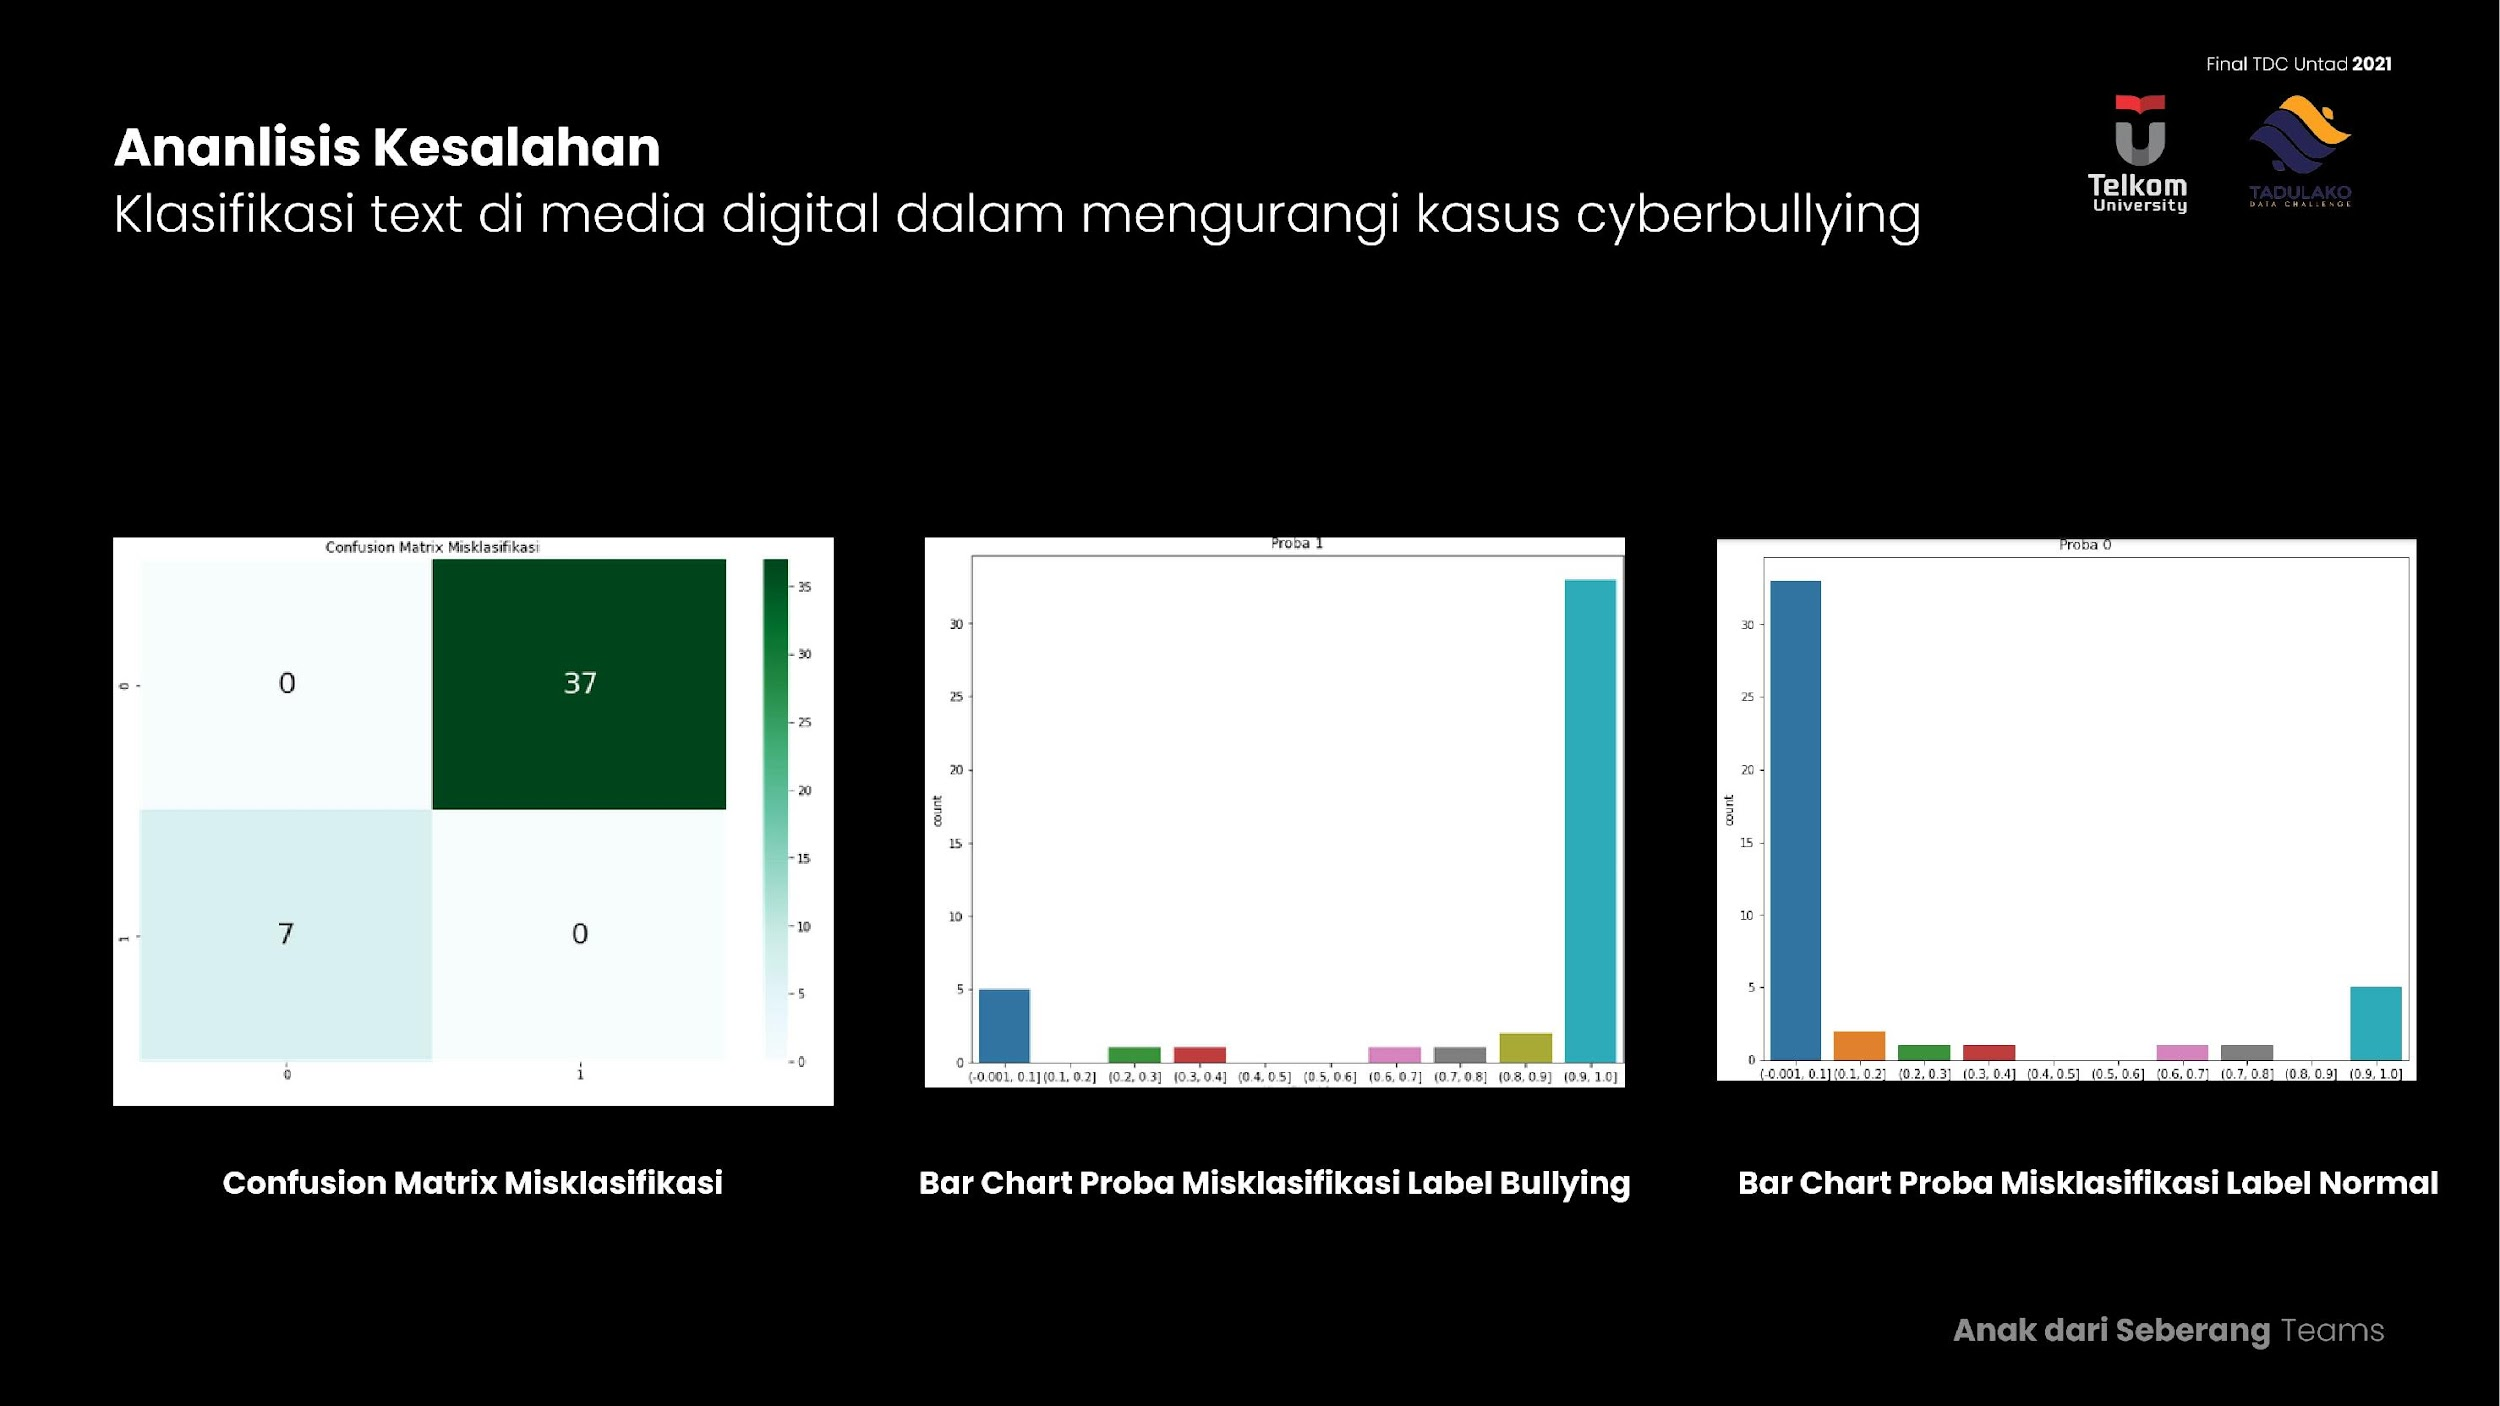 Final TDC Untad 2021
Telkom
University
TADULAKO
DATA CHALLENGE
Ananlisis Kesalahan
Klasifikasi text di media digital dalam mengurangi kasus cyberbullying
Confusion Matrix Misklasifikasi
0
37
7
0
0
1
0
1
35
30
25
20
15
10
5
0
Proba 1
count
30
25
20
15
10
5
0
(-0.001, 0.1] (0.1, 0.2] (0.2, 0.3] (0.3, 0.4] (0.4, 0.5] (0.5, 0.6] (0.6, 0.7] (0.7, 0.8] (0.8, 0.9] (0.9, 1.0]
Proba 0
count
30
25
20
15
10
5
0
(-0.001, 0.1] (0.1, 0.2] (0.2, 0.3] (0.3, 0.4] (0.4, 0.5] (0.5, 0.6] (0.6, 0.7] (0.7, 0.8] (0.8, 0.9] (0.9, 1.0]
Confusion Matrix Misklasifikasi
Bar Chart Proba Misklasifikasi Label Bullying
Bar Chart Proba Misklasifikasi Label Normal
Anak dari Seberang Teams